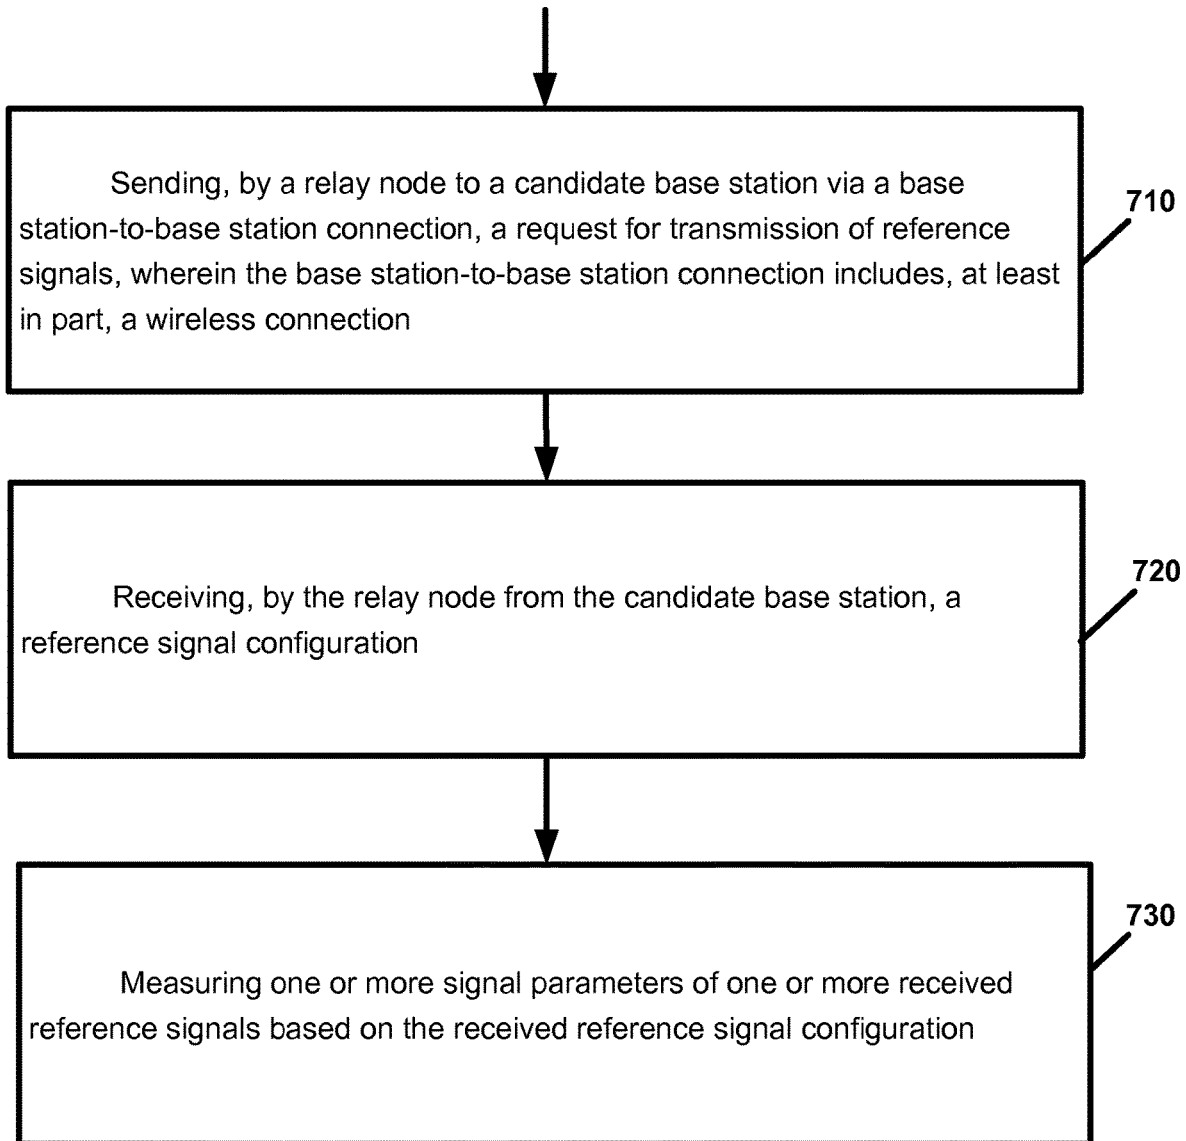 Sending, by a relay node to a candidate base
station-to-base station connection, a request for transmission of reference
signals, wherein the base station-to-base station connection includes, at least
in part, a wireless connection
710
Receiving, by the relay node from the candidate base station, a
reference signal configuration
720
Measuring one or more signal parameters of one or more received
reference signals based on the received reference signal configuration
730